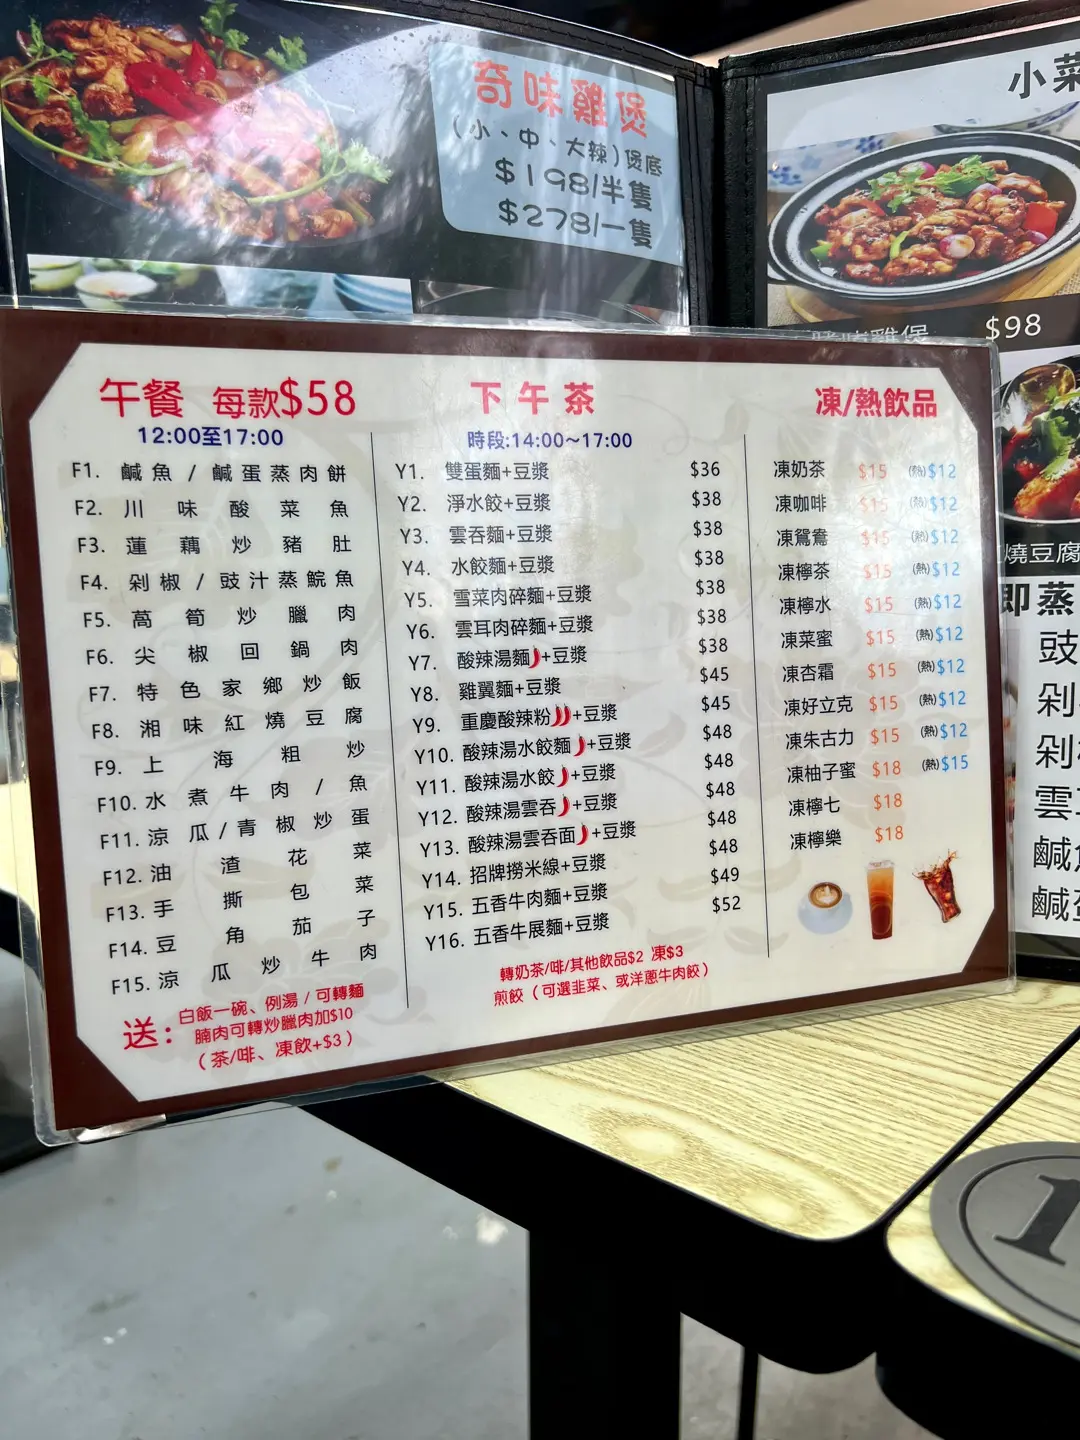 奇味雞煲
(小、中、大辣)煲底
$198/半隻
$278/一隻
小菜
$98
燒豆腐
即蒸
午餐 每款$58
12:00至17:00
F1. 鹹魚 / 鹹蛋蒸肉餅
F2. 川味酸菜魚
F3. 蓮藕炒豬肚
F4. 剁椒 / 豉汁蒸鯇魚
F5. 萵筍炒臘肉
F6. 尖椒回鍋肉
F7. 特色家鄉炒飯
F8. 湘味紅燒豆腐
F9. 上海粗炒
F10. 水煮牛肉 / 魚
F11. 涼瓜/青椒炒蛋
F12. 油渣花菜
F13. 手撕包菜
F14. 豆角茄子
F15. 涼瓜炒牛肉
送: 白飯一碗、例湯 / 可轉麵
腩肉可轉炒臘肉加$10
(茶/啡、凍飲+$3)
下午茶
時段:14:00~17:00
Y1. 雙蛋麵+豆漿 $36
Y2. 淨水餃+豆漿 $38
Y3. 雲吞麵+豆漿 $38
Y4. 水餃麵+豆漿 $38
Y5. 雪菜肉碎麵+豆漿 $38
Y6. 雲耳肉碎麵+豆漿 $38
Y7. 酸辣湯麵+豆漿 $38
Y8. 雞翼麵+豆漿 $45
Y9. 重慶酸辣粉+豆漿 $45
Y10. 酸辣湯水餃麵+豆漿 $48
Y11. 酸辣湯水餃+豆漿 $48
Y12. 酸辣湯雲吞+豆漿 $48
Y13. 酸辣湯雲吞面+豆漿 $48
Y14. 招牌撈米線+豆漿 $48
Y15. 五香牛肉麵+豆漿 $49
Y16. 五香牛展麵+豆漿 $52
轉奶茶/啡/其他飲品$2 凍$3
煎餃(可選韭菜、或洋蔥牛肉餃)
凍/熱飲品
凍奶茶 $15 (熱)$12
凍咖啡 $15 (熱)$12
凍鴛鴦 $15 (熱)$12
凍檸茶 $15 (熱)$12
凍檸水 $15 (熱)$12
凍菜蜜 $15 (熱)$12
凍杏霜 $15 (熱)$12
凍好立克 $15 (熱)$12
凍朱古力 $15 (熱)$12
凍柚子蜜 $18 (熱)$15
凍檸七 $18
凍檸樂 $18